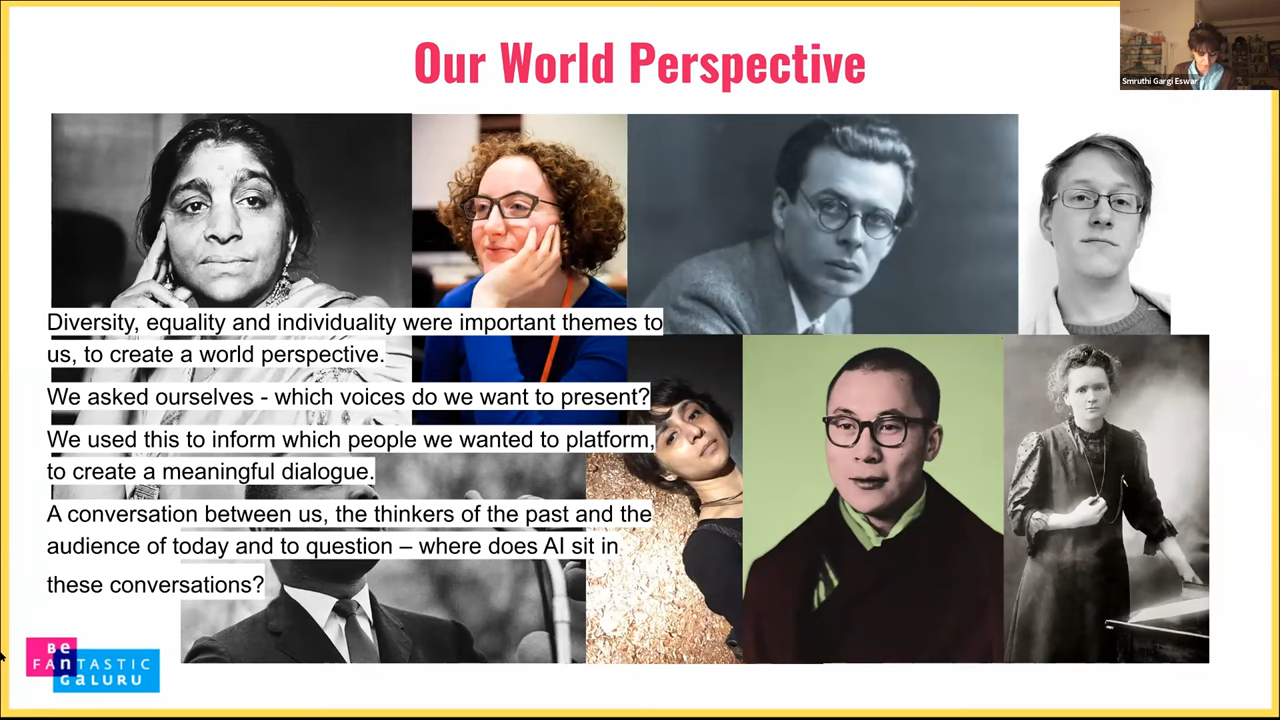 Our World Perspective
Smruthi Gargi Eswar
Diversity, equality and individuality were important themes to
us, to create a world perspective.
We asked ourselves - which voices do we want to present?
We used this to inform which people we wanted to platform,
to create a meaningful dialogue.
A conversation between us, the thinkers of the past and the
audience of today and to question – where does AI sit in
these conversations?
Be
FANTASTIC
GaLURU